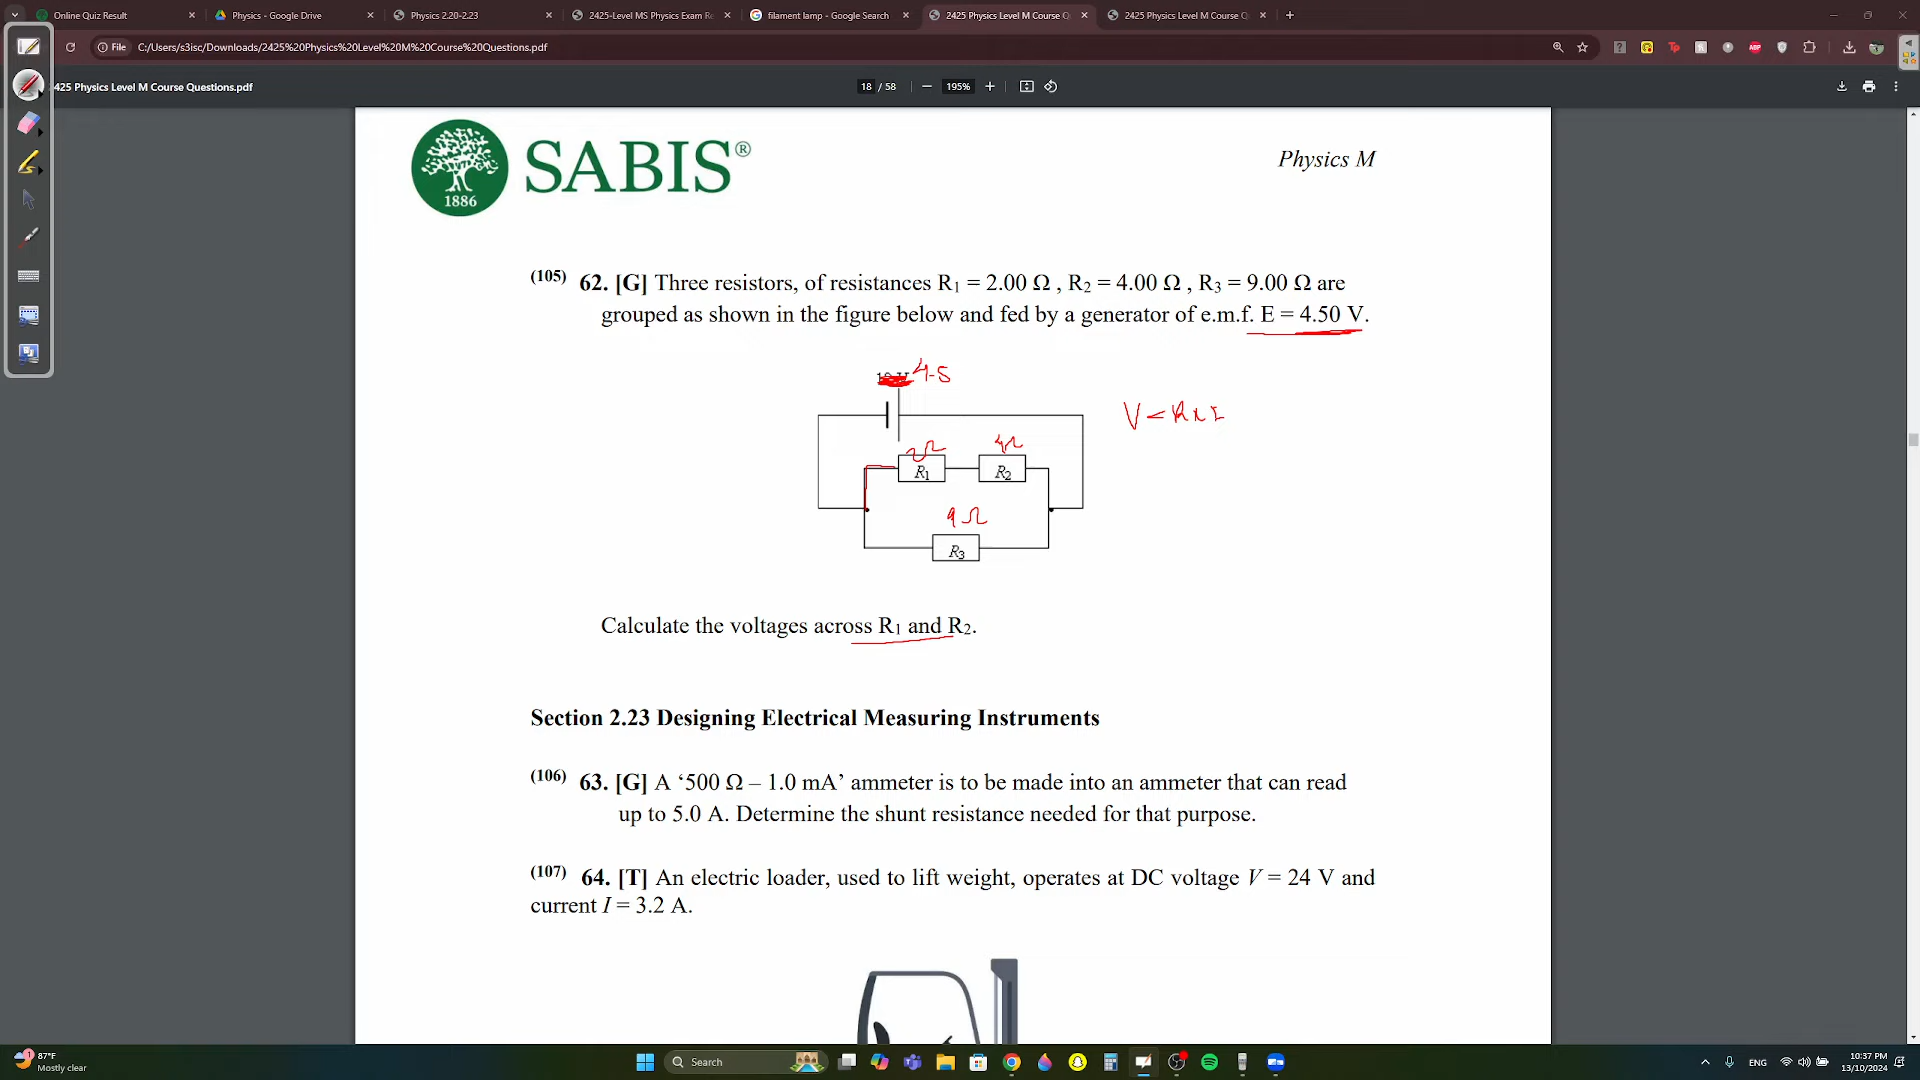 Online Quiz Result
Physics - Google Drive
Physics 2.20-2.23
2425-Level MS Physics Exam Re
filament lamp - Google Search
2425 Physics Level M Course Q
2425 Physics Level M Course Q
File
C:/Users/s3isc/Downloads/2425%20Physics%20Level%20M%20Course%20Questions.pdf
425 Physics Level M Course Questions.pdf
18 / 58
195%
1886
SABIS®
Physics M
(105) 62. [G] Three resistors, of resistances R1 = 2.00 Ω , R2 = 4.00 Ω , R3 = 9.00 Ω are
grouped as shown in the figure below and fed by a generator of e.m.f. E = 4.50 V.
4.5
V = R x I
2Ω
4Ω
R1
R2
9Ω
R3
Calculate the voltages across R1 and R2.
Section 2.23 Designing Electrical Measuring Instruments
(106) 63. [G] A ‘500 Ω – 1.0 mA’ ammeter is to be made into an ammeter that can read
up to 5.0 A. Determine the shunt resistance needed for that purpose.
(107) 64. [T] An electric loader, used to lift weight, operates at DC voltage V = 24 V and
current I = 3.2 A.
87°F
Mostly clear
Search
ENG
10:37 PM
13/10/2024